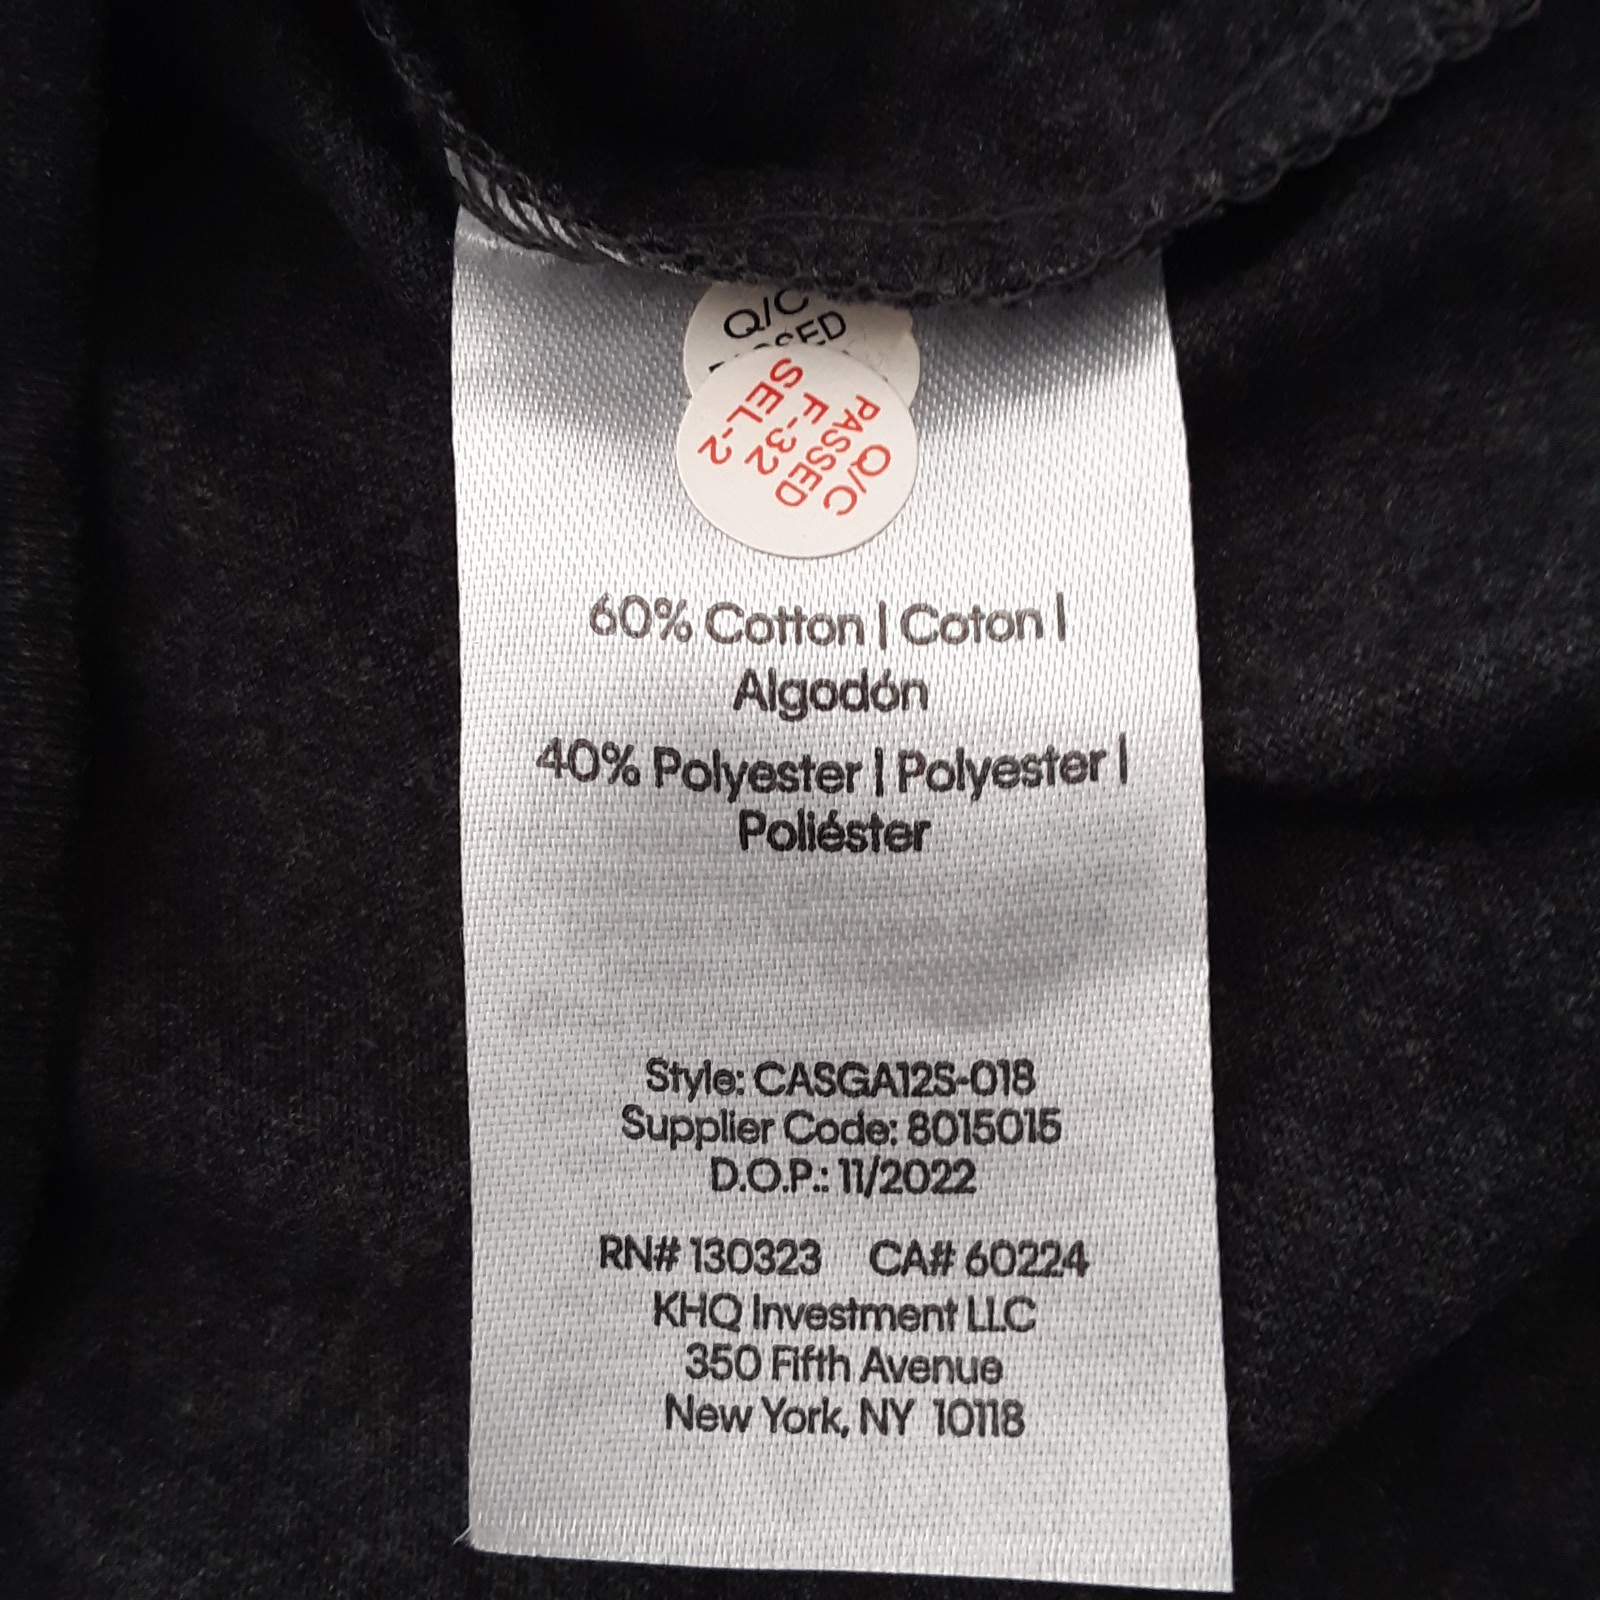 Q/C
PASSED
Q/C
PASSED
F-32
SEL-2
60% Cotton | Coton |
Algodón
40% Polyester | Polyester |
Poliéster
Style: CASGA12S-018
Supplier Code: 8015015
D.O.P.: 11/2022
RN# 130323 CA# 60224
KHQ Investment LLC
350 Fifth Avenue
New York, NY 10118